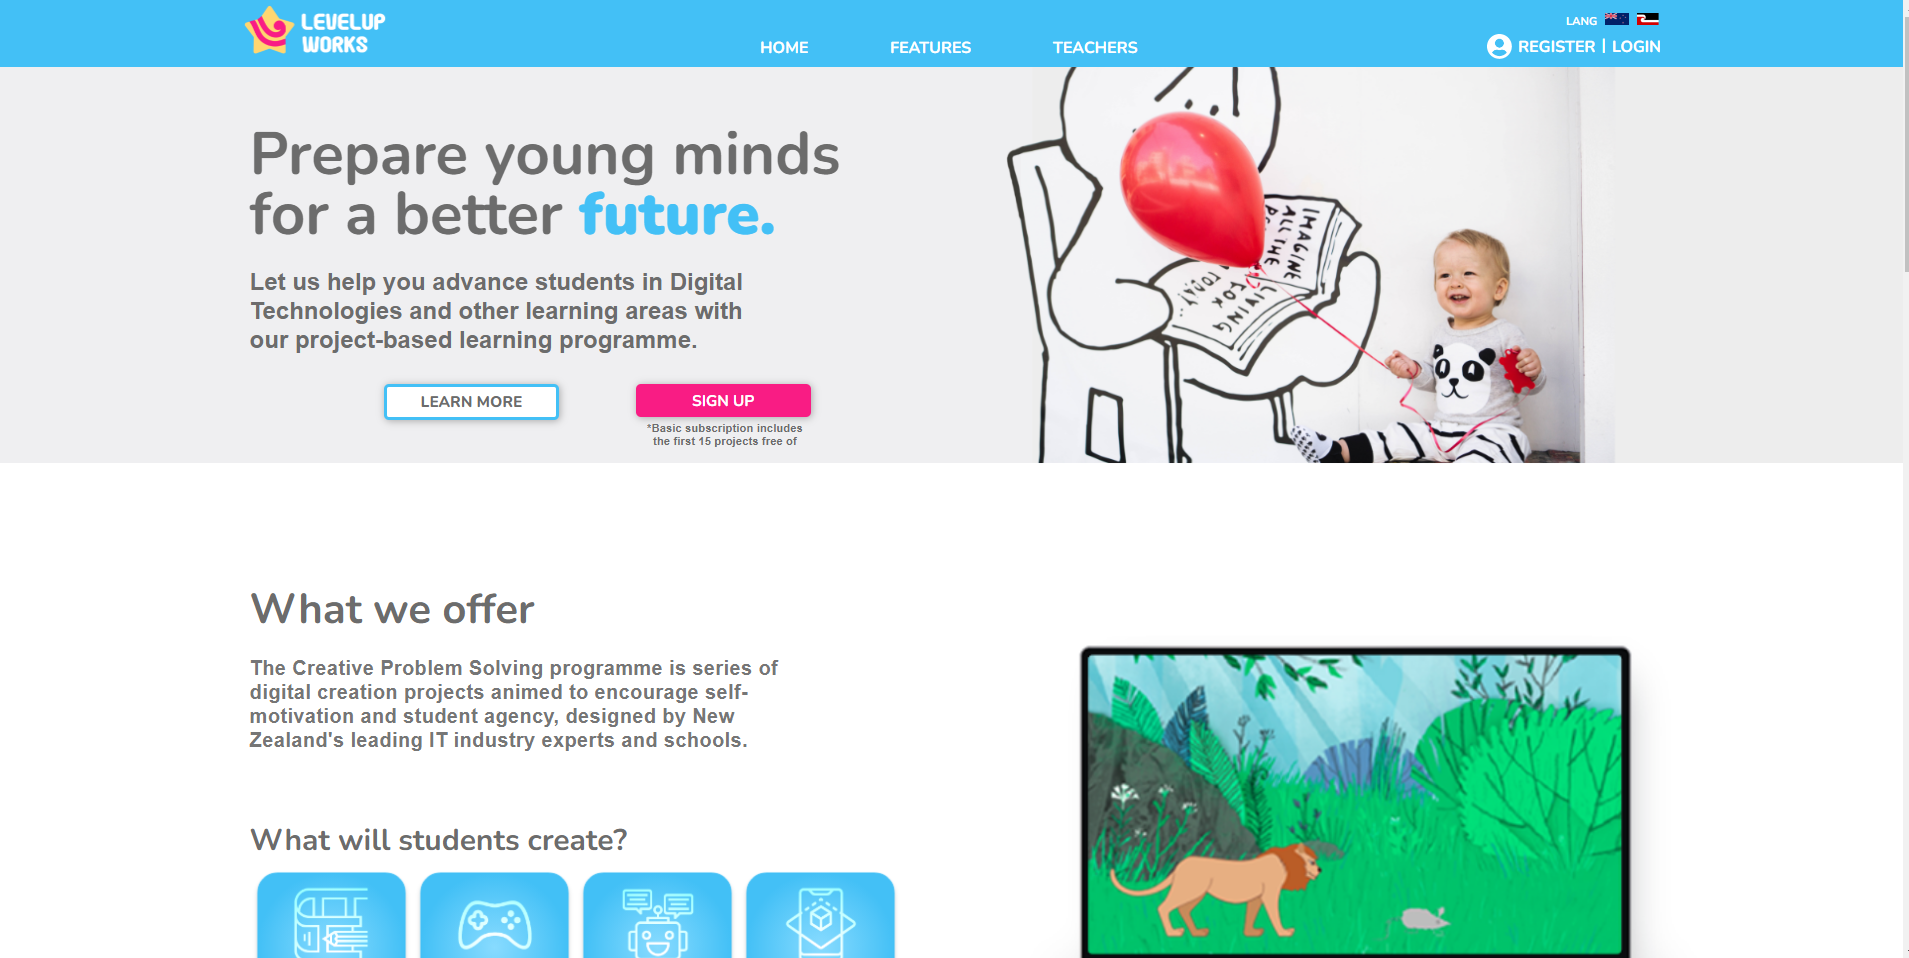 LEVELUP
WORKS
HOME
FEATURES
TEACHERS
LANG
REGISTER | LOGIN
Prepare young minds
for a better future.
Let us help you advance students in Digital
Technologies and other learning areas with
our project-based learning programme.
LEARN MORE
SIGN UP
*Basic subscription includes
the first 15 projects free of
IMAGINE
ALL THE
LIVING
FOR
TODAY...
What we offer
The Creative Problem Solving programme is series of
digital creation projects animed to encourage self-
motivation and student agency, designed by New
Zealand's leading IT industry experts and schools.
What will students create?